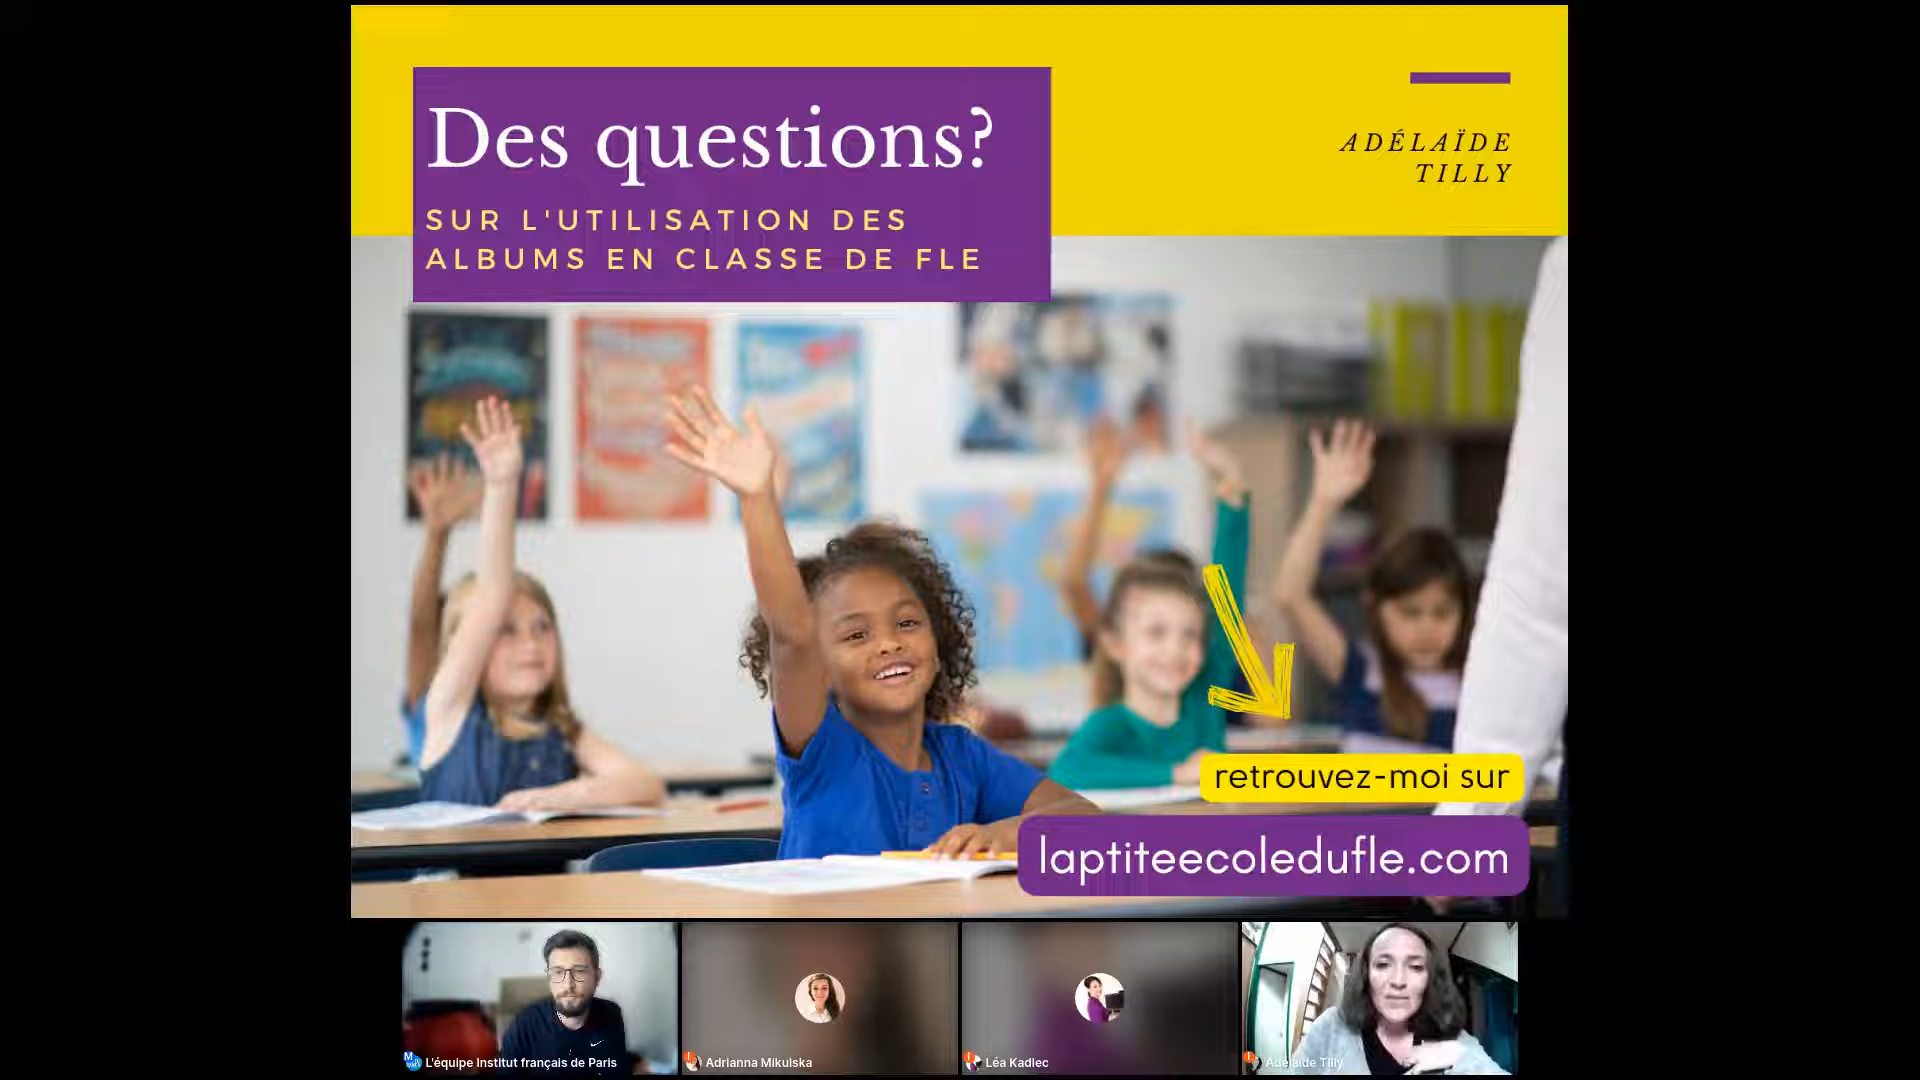 Des questions?
SUR L'UTILISATION DES
ALBUMS EN CLASSE DE FLE
ADÉLAÏDE
TILLY
retrouvez-moi sur
laptiteecoledufle.com
L'équipe Institut français de Paris
Adrianna Mikulska
Léa Kadlec
Adélaïde Tilly